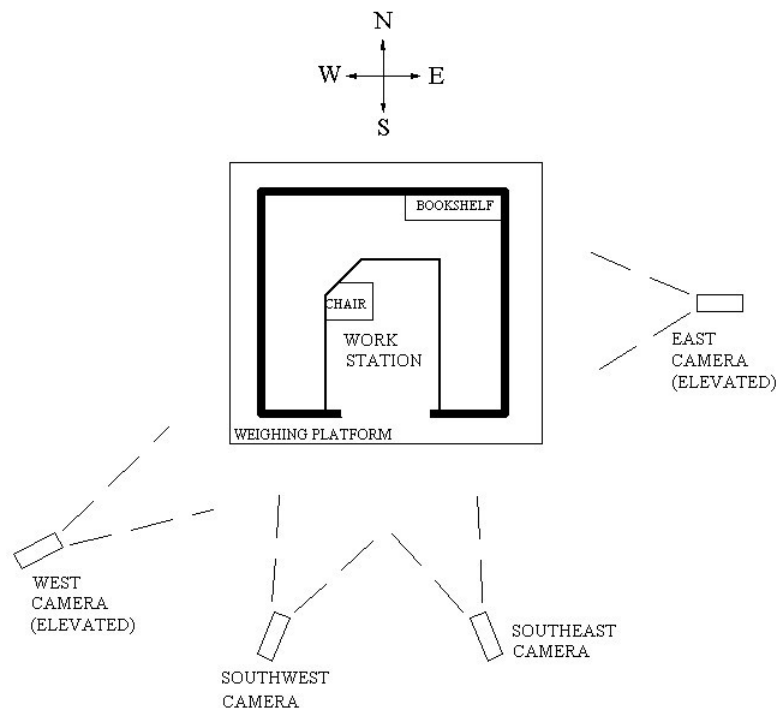 N
W E
S
BOOKSHELF
CHAIR
WORK
STATION
WEIGHING PLATFORM
EAST
CAMERA
(ELEVATED)
WEST
CAMERA
(ELEVATED)
SOUTHWEST
CAMERA
SOUTHEAST
CAMERA